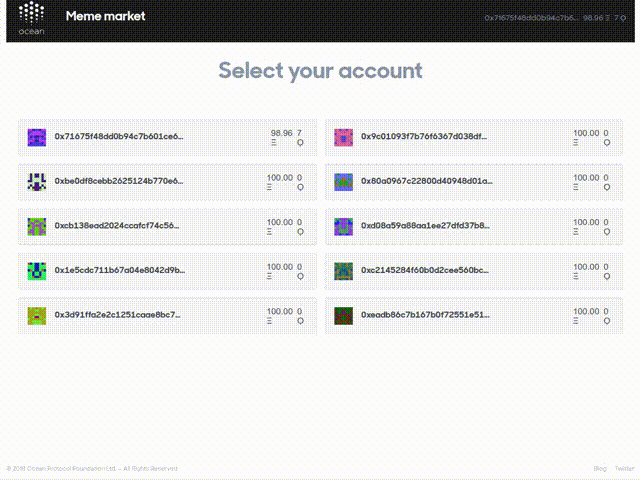 ocean
Meme market
0x71675f48dd0b94c7b6... 98.96 Ξ 7 O
Select your account
0x71675f48dd0b94c7b601ce6... 98.96 Ξ 7 O
0x9c01093f7b76f6367d038df... 100.00 Ξ 0 O
0xbe0df8cebb2625124b770e6... 100.00 Ξ 0 O
0x80a0967c22800d40948d01a... 100.00 Ξ 0 O
0xcb138ead2024ccafcf74c56... 100.00 Ξ 0 O
0xd08a59a88aa1ee27dfd37b8... 100.00 Ξ 0 O
0x1e5cdc711b67a04e8042d9b... 100.00 Ξ 0 O
0xc2145284f60b0d2cee560bc... 100.00 Ξ 0 O
0x3d91ffa2e2c1251caae8bc7... 100.00 Ξ 0 O
0xeadb86c7b167b0f72551e51... 100.00 Ξ 0 O
© 2018 Ocean Protocol Foundation Ltd. — All Rights Reserved
Blog Twitter